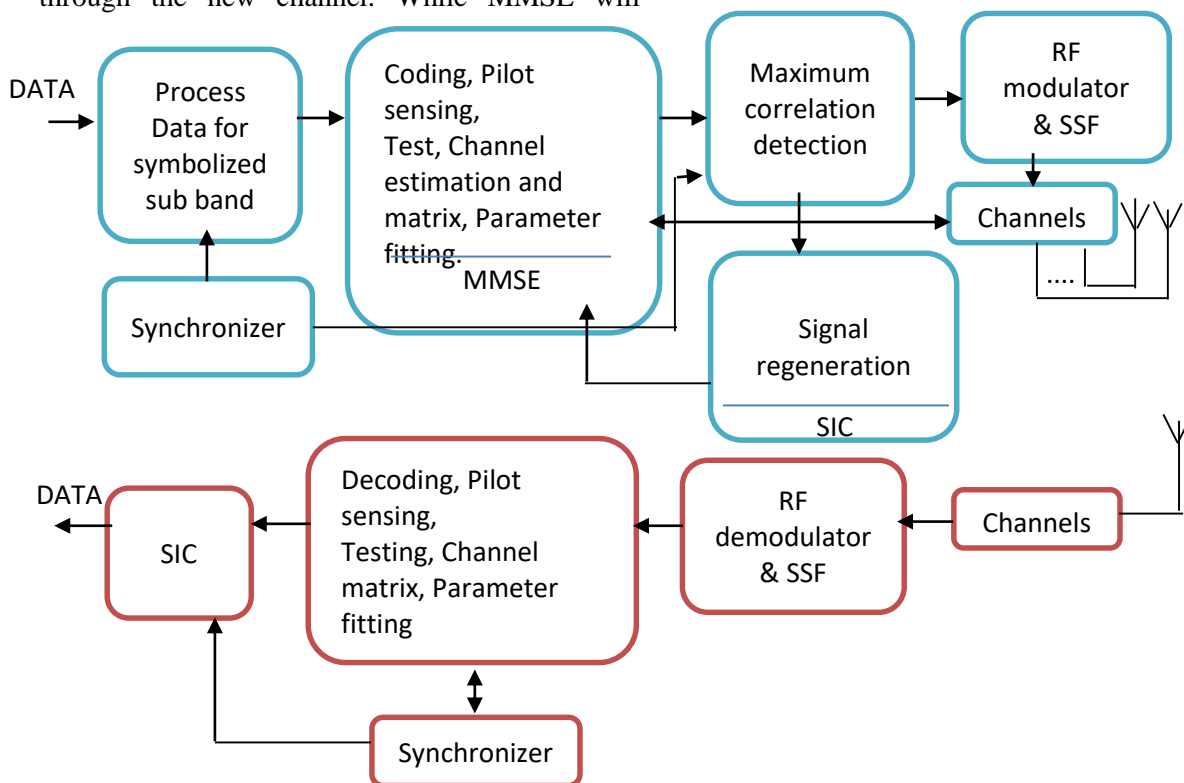 through the new channel. While MMSE will
DATA
Process
Data for
symbolized
sub band
Coding, Pilot
sensing,
Test, Channel
estimation and
matrix, Parameter
fitting.
MMSE
Maximum
correlation
detection
RF
modulator
& SSF
Channels
....
Synchronizer
Signal
regeneration
SIC
DATA
SIC
Decoding, Pilot
sensing,
Testing, Channel
matrix, Parameter
fitting
RF
demodulator
& SSF
Channels
Synchronizer